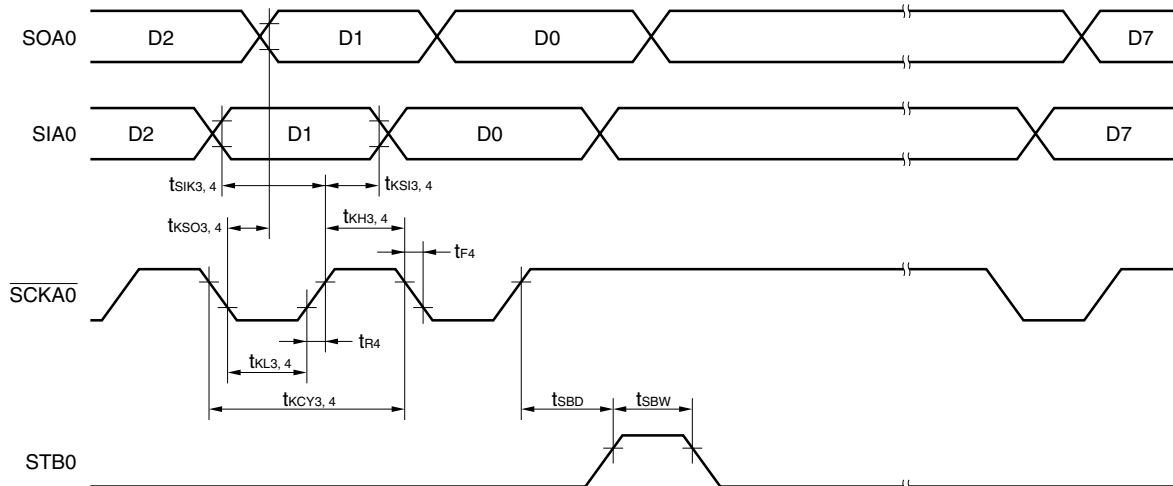 SOA0 D2 D1 D0 D7
SIA0 D2 D1 D0 D7
tSIK3, 4 tKSI3, 4
tKSO3, 4 tKH3, 4
tF4
SCKA0
tR4
tKL3, 4
tKCY3, 4 tSBD tSBW
STB0